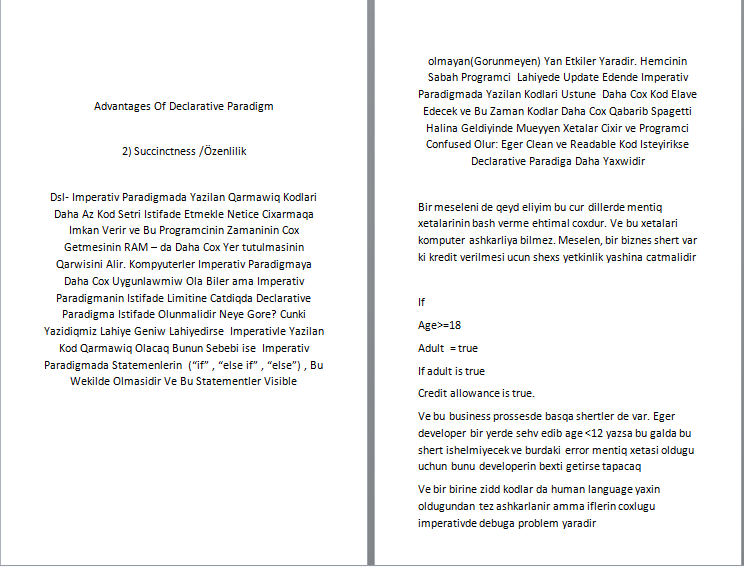 Advantages Of Declarative Paradigm
2) Succinctness /Özenlilik
Dsl- Imperativ Paradigmada Yazilan Qarmawiq Kodlari
Daha Az Kod Setri Istifade Etmekle Netice Cixarmaqa
Imkan Verir ve Bu Programcinin Zamaninin Cox
Getmesinin RAM – da Daha Cox Yer tutulmasinin
Qarwisini Alir. Kompyuterler Imperativ Paradigmaya
Daha Cox Uygunlawmiw Ola Biler ama Imperativ
Paradigmanin Istifade Limitine Catdiqda Declarative
Paradigma Istifade Olunmalidir Neye Gore? Cunki
Yazidiqmiz Lahiye Geniw Lahiyedirse Imperativle Yazilan
Kod Qarmawiq Olacaq Bunun Sebebi ise Imperativ
Paradigmada Statemenlerin (“if” , “else if” , “else”) , Bu
Wekilde Olmasidir Ve Bu Statementler Visible
olmayan(Gorunmeyen) Yan Etkiler Yaradir. Hemcinin
Sabah Programci Lahiyede Update Edende Imperativ
Paradigmada Yazilan Kodlari Ustune Daha Cox Kod Elave
Edecek ve Bu Zaman Kodlar Daha Cox Qabarib Spagetti
Halina Geldiyinde Mueyyen Xetalar Cixir ve Programci
Confused Olur: Eger Clean ve Readable Kod Isteyirikse
Declarative Paradiga Daha Yaxwidir
Bir meseleni de qeyd eliyim bu cur dillerde mentiq
xetalarinin bash verme ehtimal coxdur. Ve bu xetalari
komputer ashkarliya bilmez. Meselen, bir biznes shert var
ki kredit verilmesi ucun shexs yetkinlik yashina catmalidir
If
Age>=18
Adult = true
If adult is true
Credit allowance is true.
Ve bu business prossesde basqa shertler de var. Eger
developer bir yerde sehv edib age <12 yazsa bu galda bu
shert ishelmiyecek ve burdaki error mentiq xetasi oldugu
uchun bunu developerin bexti getirse tapacaq
Ve bir birine zidd kodlar da human language yaxin
oldugundan tez ashkarlanir amma iflerin coxlugu
imperativde debuga problem yaradir